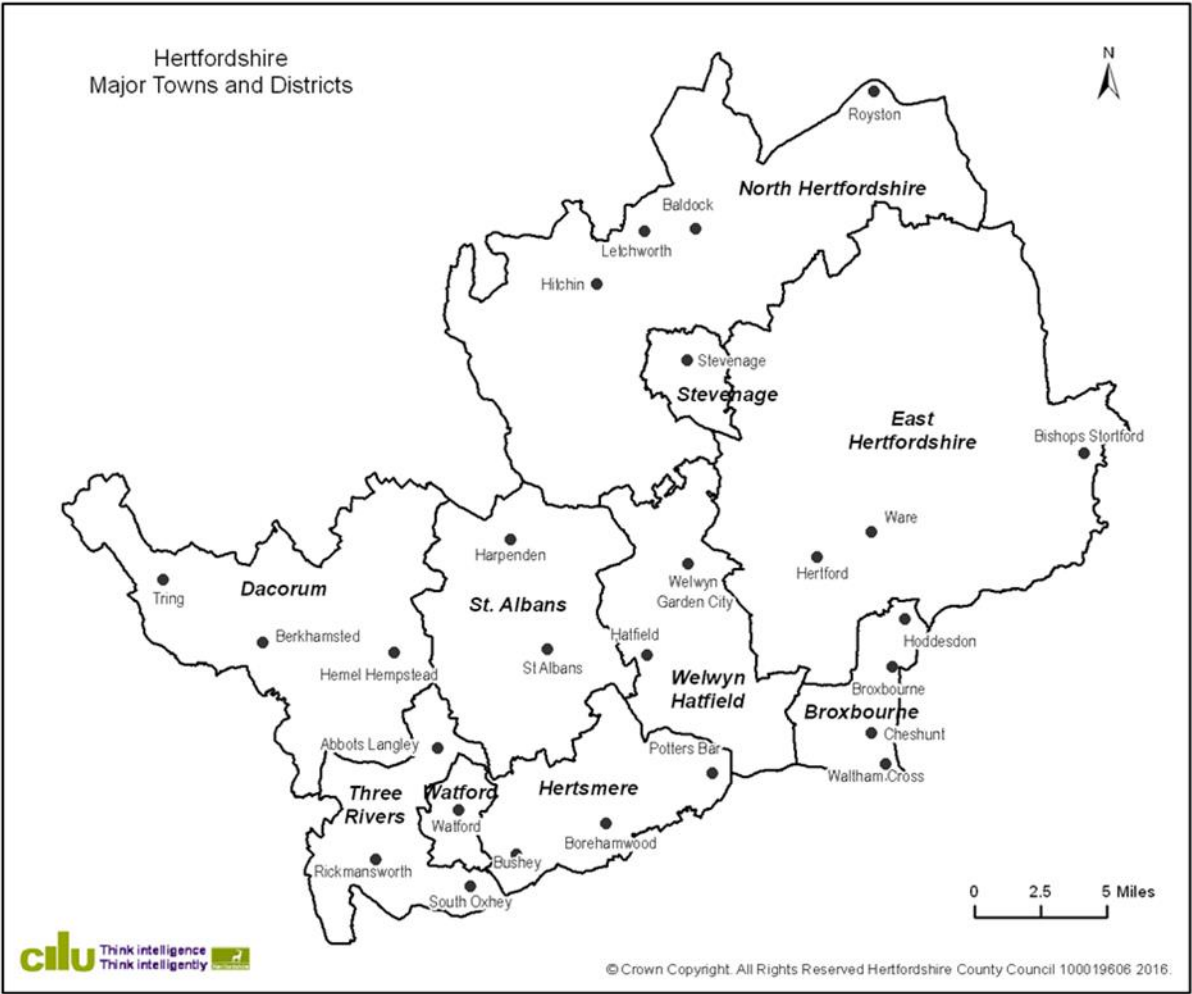 Hertfordshire
Major Towns and Districts
N
Royston
North Hertfordshire
Baldock
Letchworth
Hitchin
Stevenage
Stevenage
East
Hertfordshire
Bishops Stortford
Ware
Hertford
Harpenden
Welwyn
Garden City
Dacorum
Tring
St. Albans
Berkhamsted
Hatfield
Hemel Hempstead
St Albans
Hoddesdon
Welwyn
Hatfield
Broxbourne
Broxbourne
Abbots Langley
Potters Bar
Cheshunt
Waltham Cross
Three
Rivers
Watford
Hertsmere
Watford
Borehamwood
Rickmansworth
Bushey
South Oxhey
0 2.5 5 Miles
Think intelligence
Think intelligently
© Crown Copyright. All Rights Reserved Hertfordshire County Council 100019606 2016.